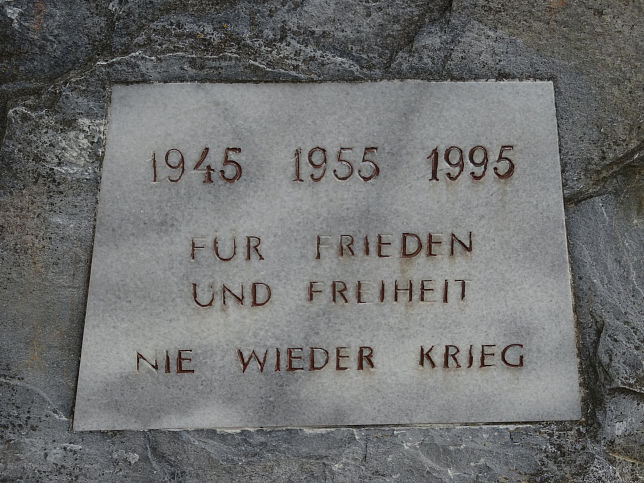 1945 1955 1995
FUR FRIEDEN
UND FREIHEIT
NIE WIEDER KRIEG